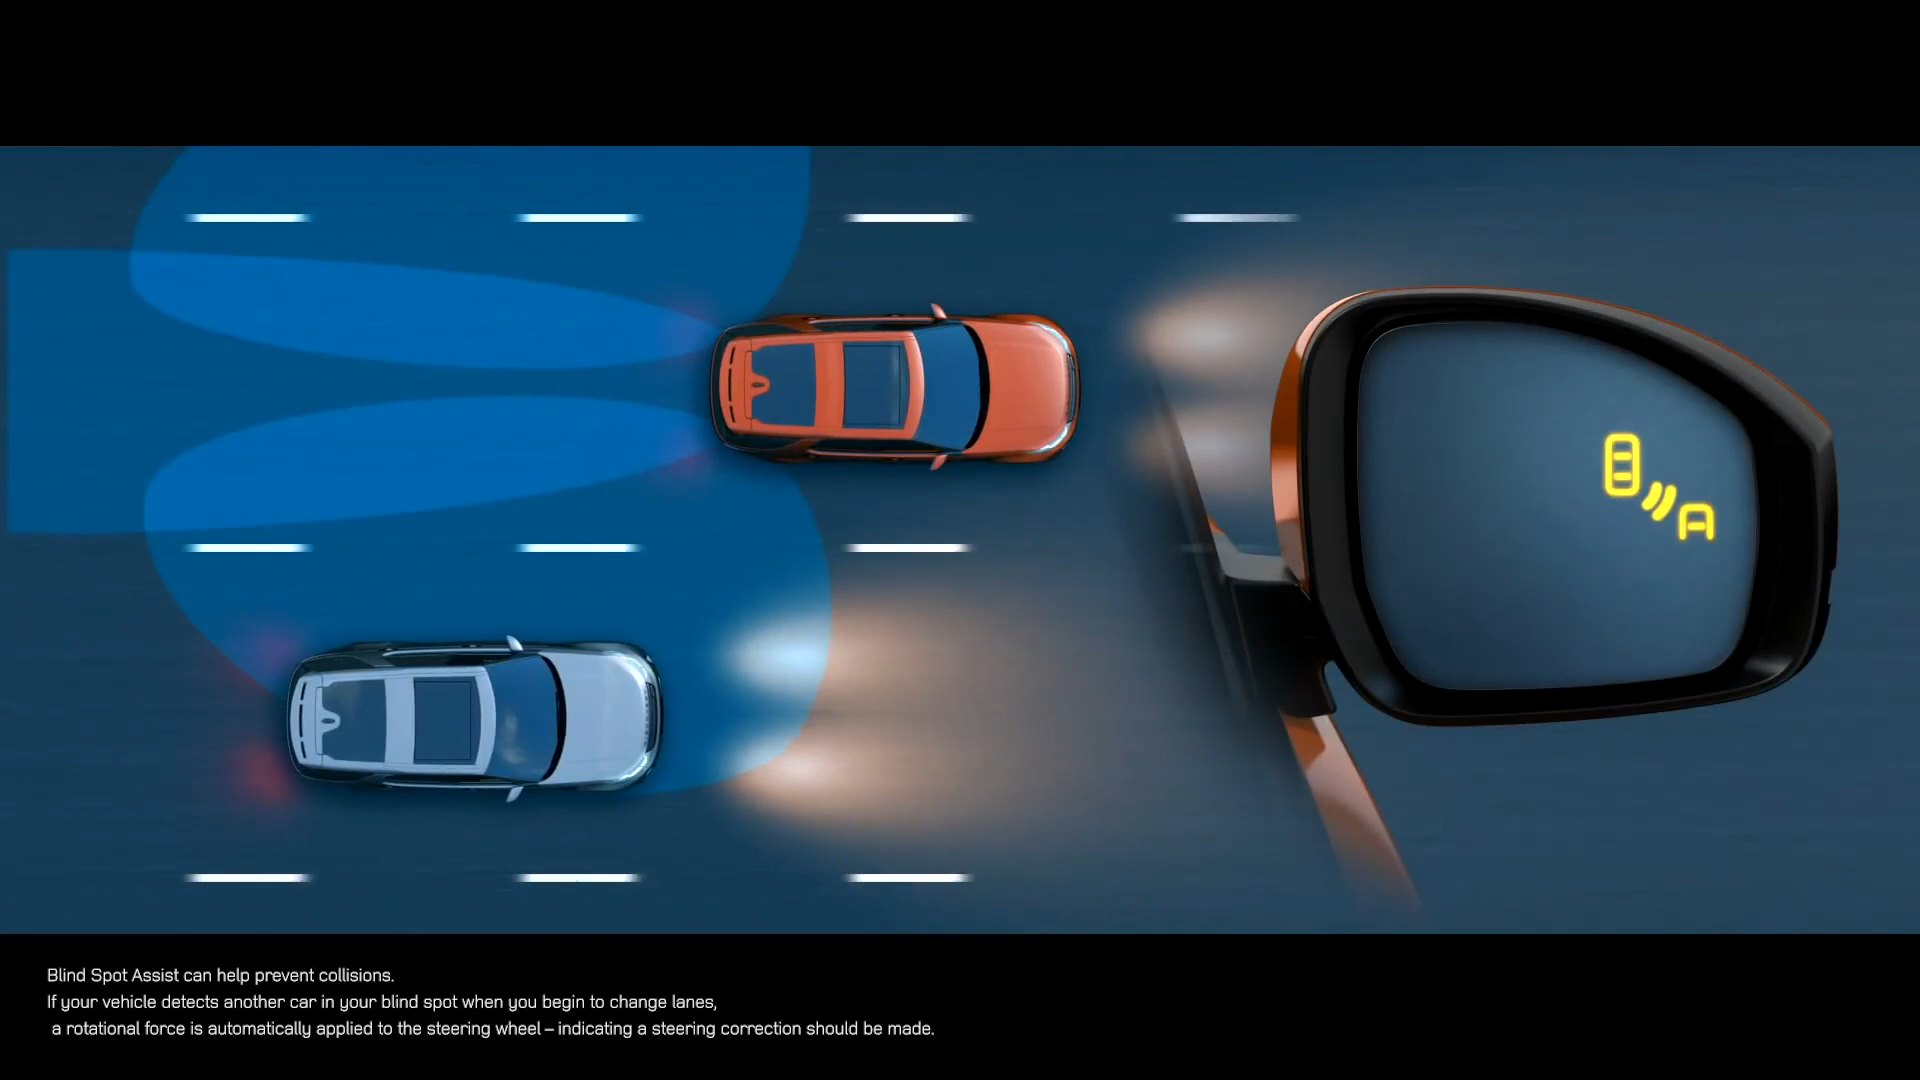 Blind Spot Assist can help prevent collisions.
If your vehicle detects another car in your blind spot when you begin to change lanes,
a rotational force is automatically applied to the steering wheel – indicating a steering correction should be made.